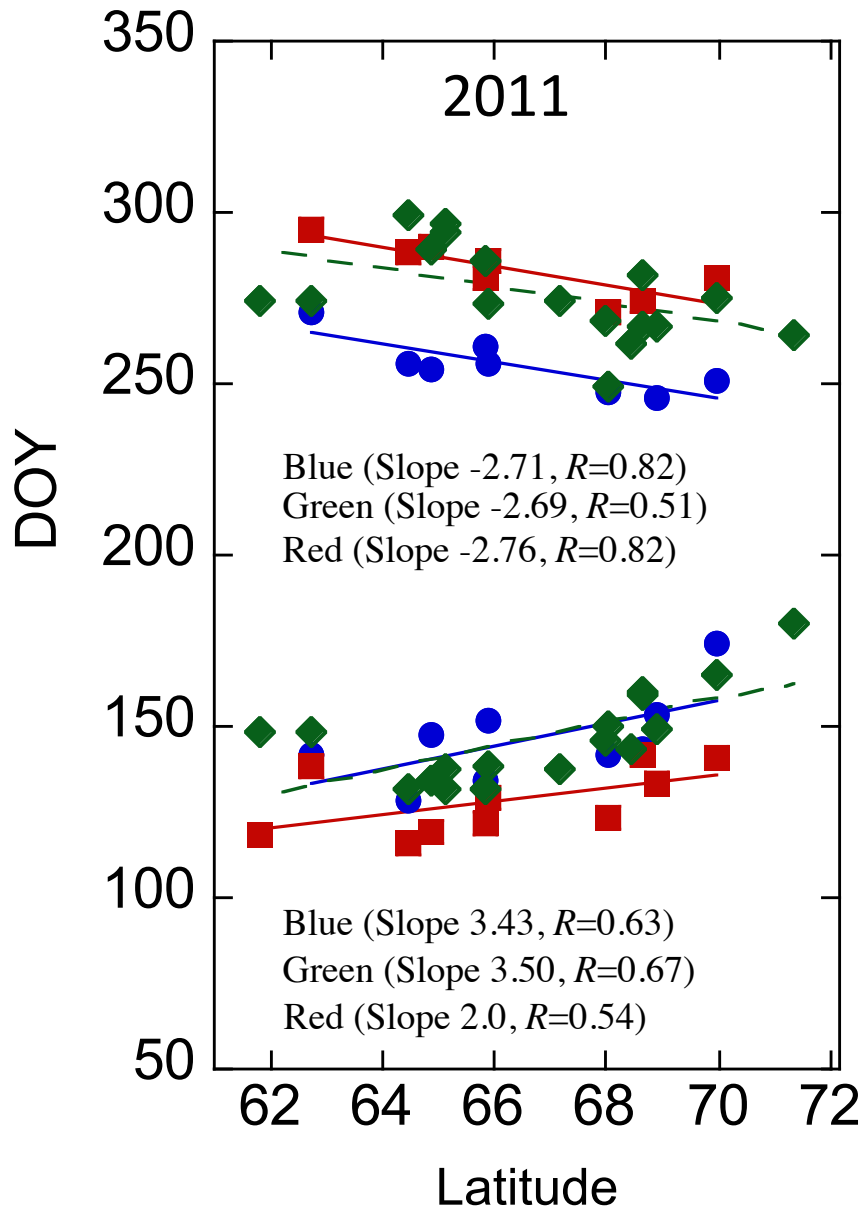 350
2011
300
250
Blue (Slope -2.71, R=0.82)
Green (Slope -2.69, R=0.51)
Red (Slope -2.76, R=0.82)
DOY
200
150
100
Blue (Slope 3.43, R=0.63)
Green (Slope 3.50, R=0.67)
Red (Slope 2.0, R=0.54)
50
62 64 66 68 70 72
Latitude